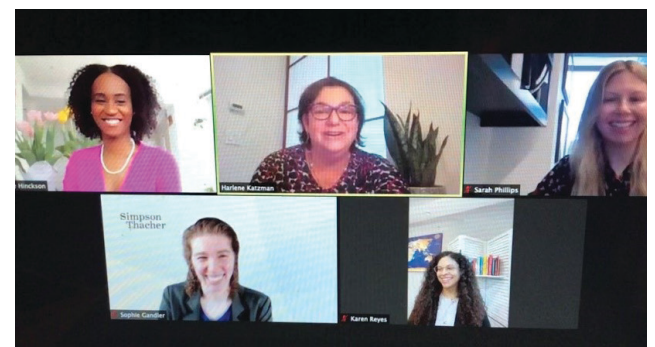 Hinckson
Harlene Katzman
Sarah Phillips
Simpson
Thacher
Sophie Gandler
Karen Reyes